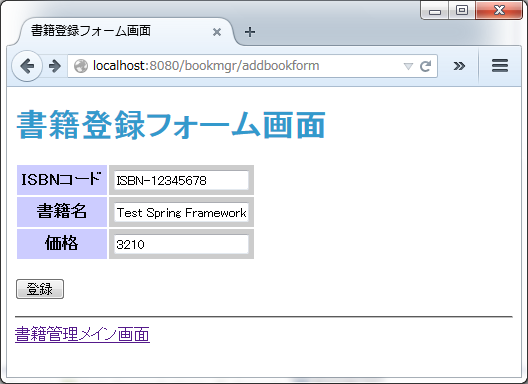 書籍登録フォーム画面
localhost:8080/bookmgr/addbookform
書籍登録フォーム画面
ISBNコード ISBN-12345678
書籍名 Test Spring Framework
価格 3210
登録
書籍管理メイン画面